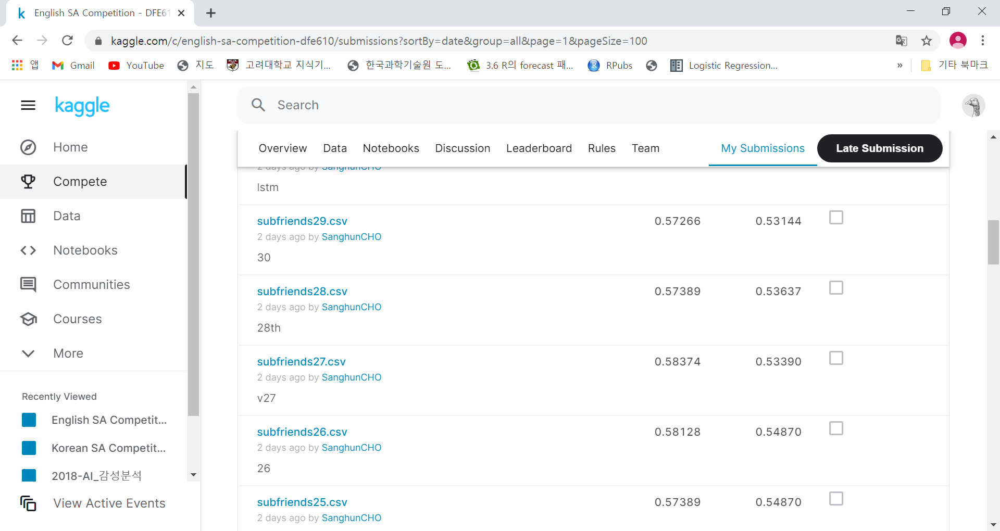 English SA Competition - DFE61
kaggle.com/c/english-sa-competition-dfe610/submissions?sortBy=date&group=all&page=1&pageSize=100
앱 Gmail YouTube 지도 고려대학교 지식기... 한국과학기술원 도... 3.6 R의 forecast 패... RPubs Logistic Regression... » 기타 북마크
kaggle
Search
Home
Compete
Data
Notebooks
Communities
Courses
More
Recently Viewed
English SA Competit...
Korean SA Competit...
2018-AI_감성분석
View Active Events
Overview Data Notebooks Discussion Leaderboard Rules Team My Submissions Late Submission
2 days ago by SanghunCHO
lstm
subfriends29.csv 0.57266 0.53144
2 days ago by SanghunCHO
30
subfriends28.csv 0.57389 0.53637
2 days ago by SanghunCHO
28th
subfriends27.csv 0.58374 0.53390
2 days ago by SanghunCHO
v27
subfriends26.csv 0.58128 0.54870
2 days ago by SanghunCHO
26
subfriends25.csv 0.57389 0.54870
2 days ago by SanghunCHO